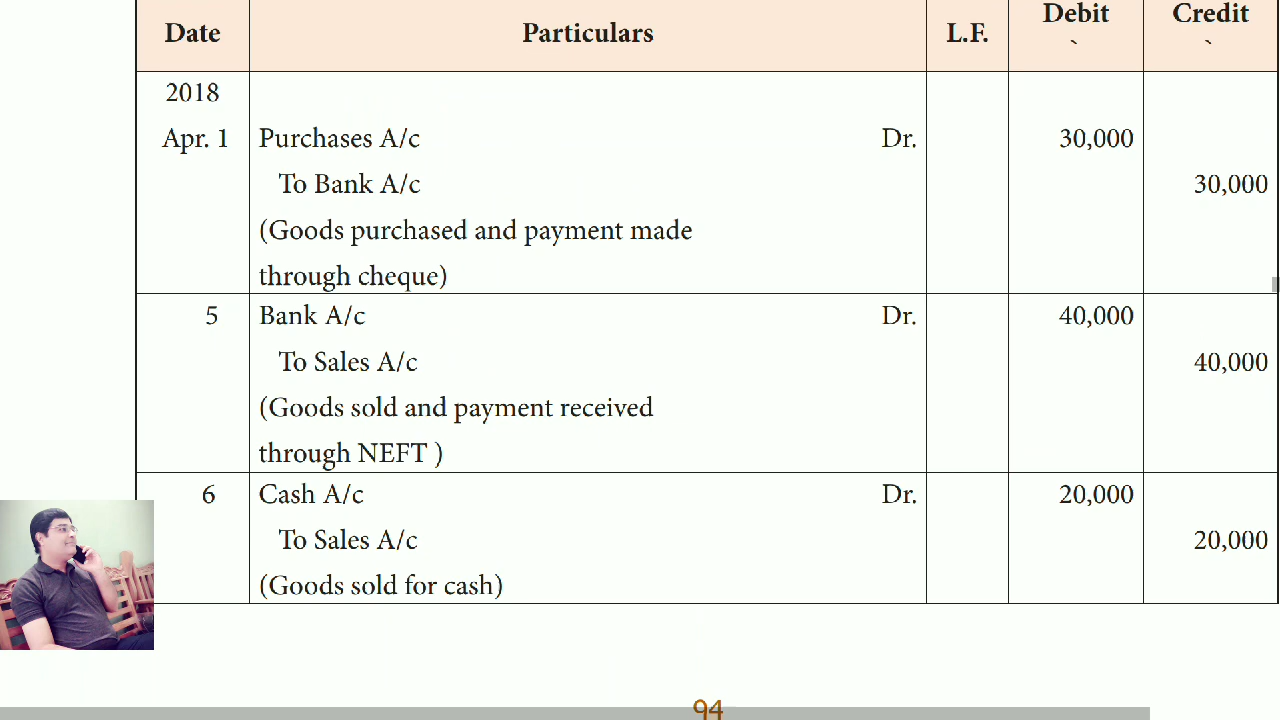 Date Particulars L.F. Debit ` Credit `
2018
Apr. 1 Purchases A/c Dr. 30,000
To Bank A/c 30,000
(Goods purchased and payment made
through cheque)
5 Bank A/c Dr. 40,000
To Sales A/c 40,000
(Goods sold and payment received
through NEFT )
6 Cash A/c Dr. 20,000
To Sales A/c 20,000
(Goods sold for cash)
94